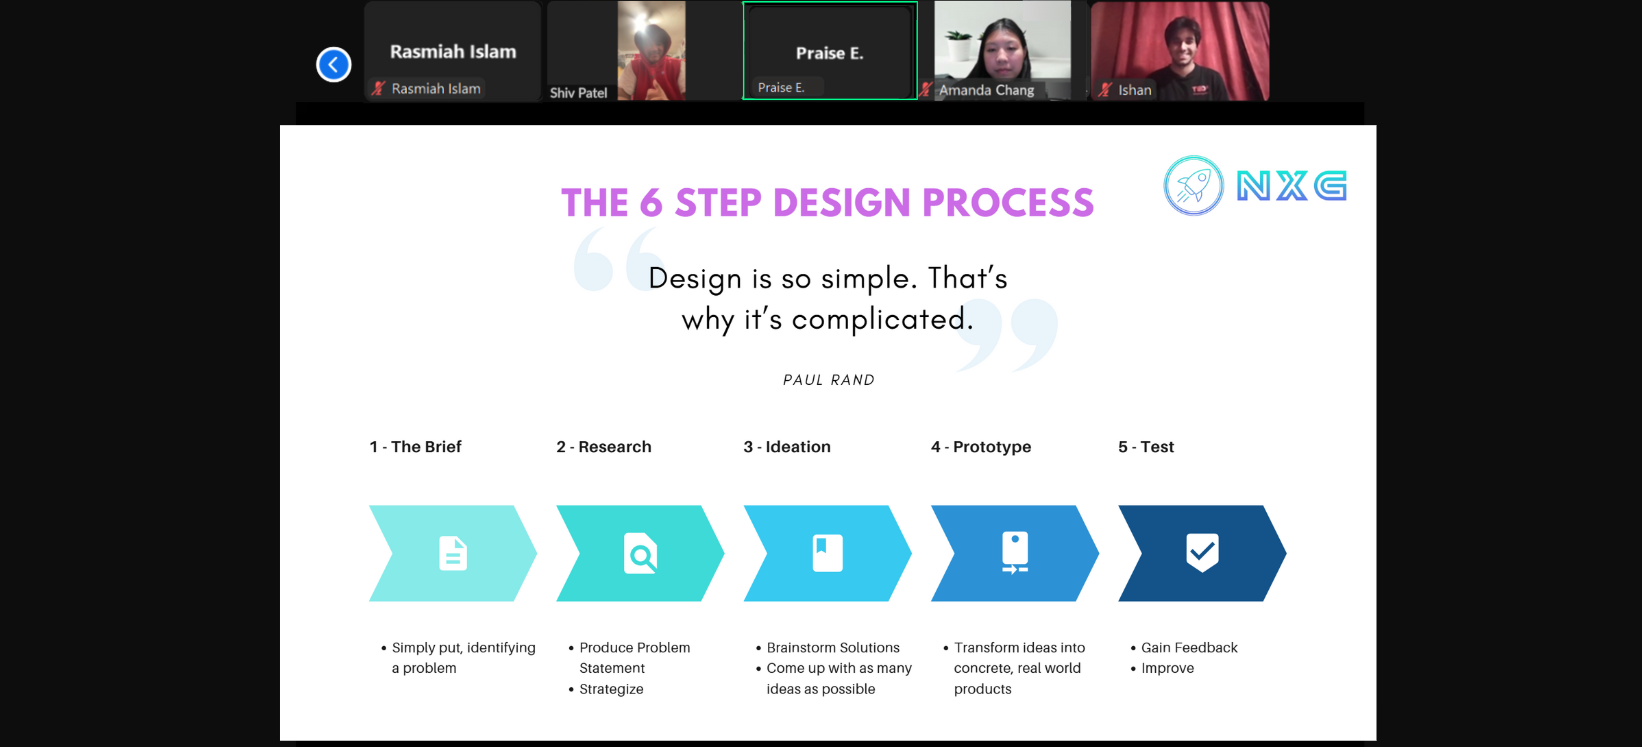 Rasmiah Islam
Rasmiah Islam
Shiv Patel
Praise E.
Praise E.
Amanda Chang
Ishan
NXG
THE 6 STEP DESIGN PROCESS
“Design is so simple. That’s
why it’s complicated.”
PAUL RAND
1 - The Brief
2 - Research
3 - Ideation
4 - Prototype
5 - Test
• Simply put, identifying
a problem
• Produce Problem
Statement
• Strategize
• Brainstorm Solutions
• Come up with as many
ideas as possible
• Transform ideas into
concrete, real world
products
• Gain Feedback
• Improve